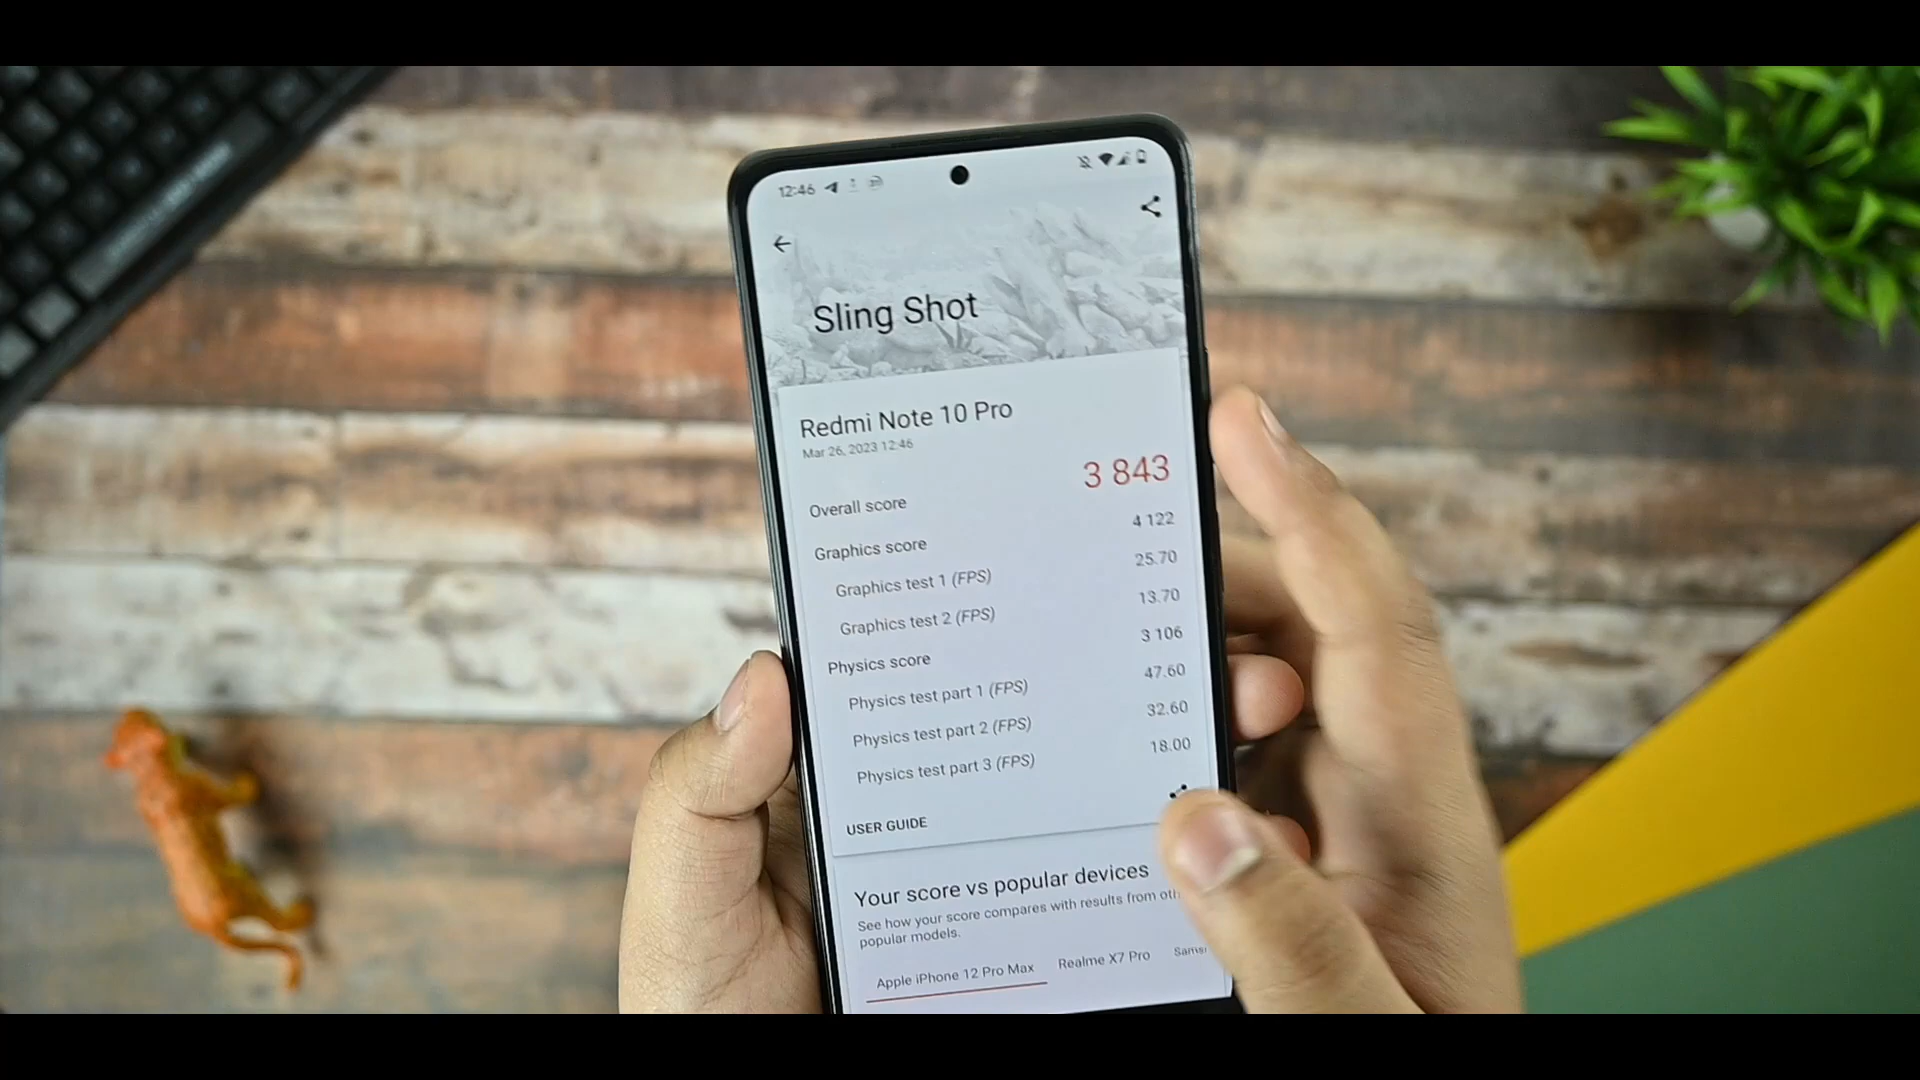 12:46
Sling Shot
Redmi Note 10 Pro
Mar 26, 2023 12:46
Overall score 3 843
Graphics score 4 122
Graphics test 1 (FPS) 25.70
Graphics test 2 (FPS) 13.70
Physics score 3 106
Physics test part 1 (FPS) 47.60
Physics test part 2 (FPS) 32.60
Physics test part 3 (FPS) 18.00
USER GUIDE
Your score vs popular devices
See how your score compares with results from
popular models.
Apple iPhone 12 Pro Max Realme X7 Pro